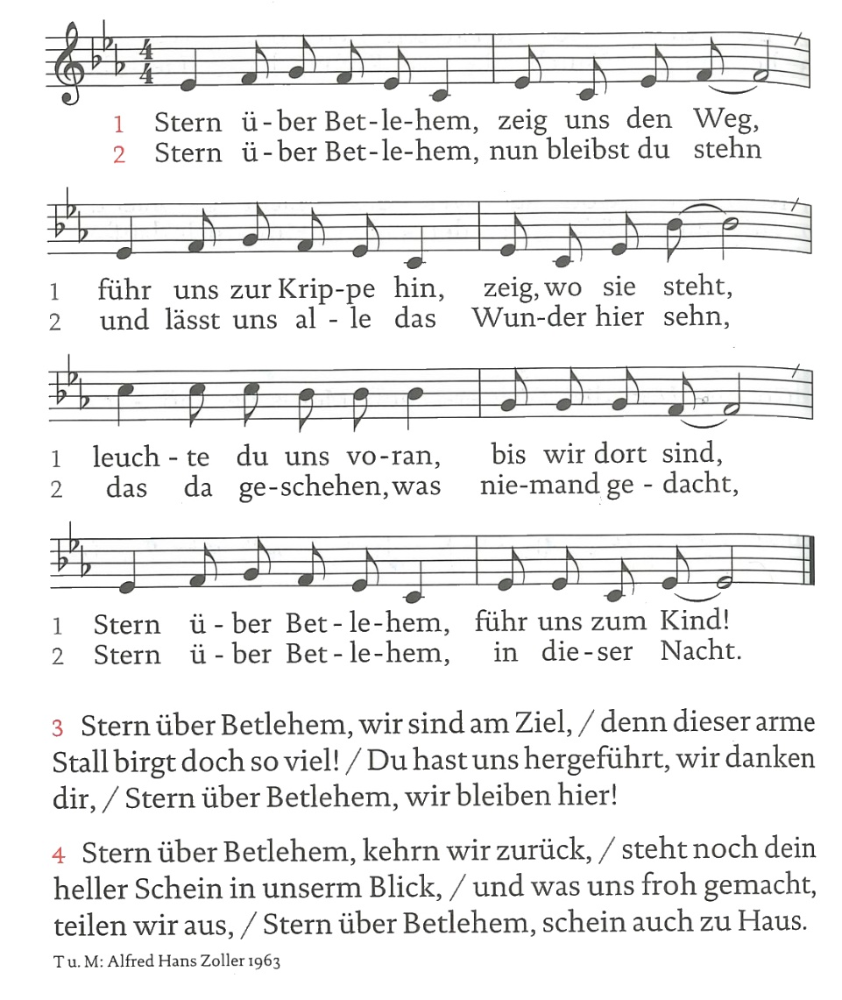 4
4
1 Stern ü - ber Bet - le - hem, zeig uns den Weg,
2 Stern ü - ber Bet - le - hem, nun bleibst du stehn
1 führ uns zur Krip - pe hin, zeig, wo sie steht,
2 und lässt uns al - le das Wun - der hier sehn,
1 leuch - te du uns vo - ran, bis wir dort sind,
2 das da ge - schehen, was nie - mand ge - dacht,
1 Stern ü - ber Bet - le - hem, führ uns zum Kind!
2 Stern ü - ber Bet - le - hem, in die - ser Nacht.
3 Stern über Betlehem, wir sind am Ziel, / denn dieser arme
Stall birgt doch so viel! / Du hast uns hergeführt, wir danken
dir, / Stern über Betlehem, wir bleiben hier!
4 Stern über Betlehem, kehrn wir zurück, / steht noch dein
heller Schein in unserm Blick, / und was uns froh gemacht,
teilen wir aus, / Stern über Betlehem, schein auch zu Haus.
T u. M: Alfred Hans Zoller 1963